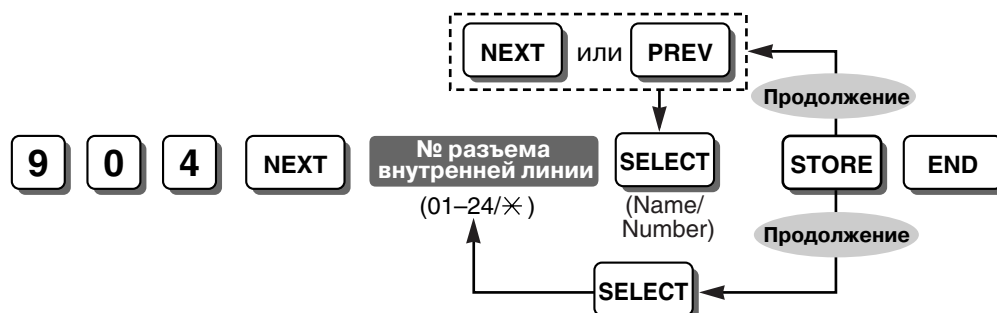 NEXT или PREV
Продолжение
9 0 4 NEXT № разъема внутренней линии SELECT STORE END
(01–24/✳)
(Name/
Number)
Продолжение
SELECT